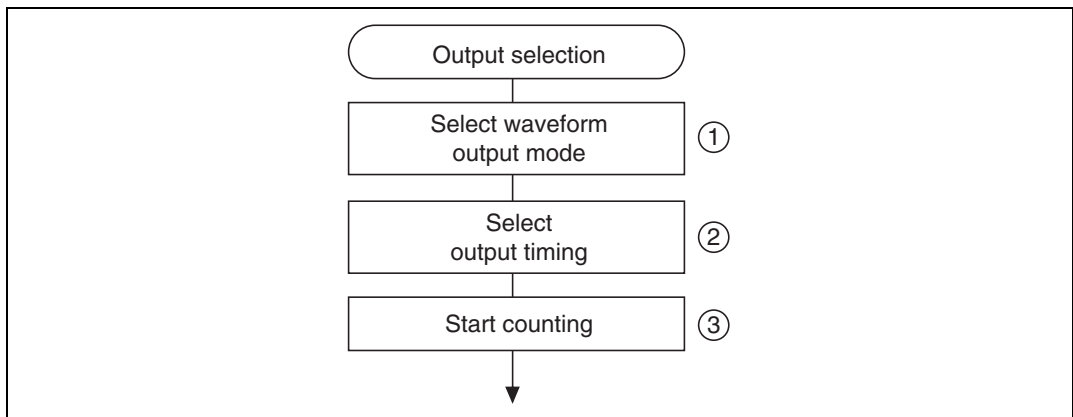 Output selection
Select waveform
output mode
①
Select
output timing
②
Start counting
③